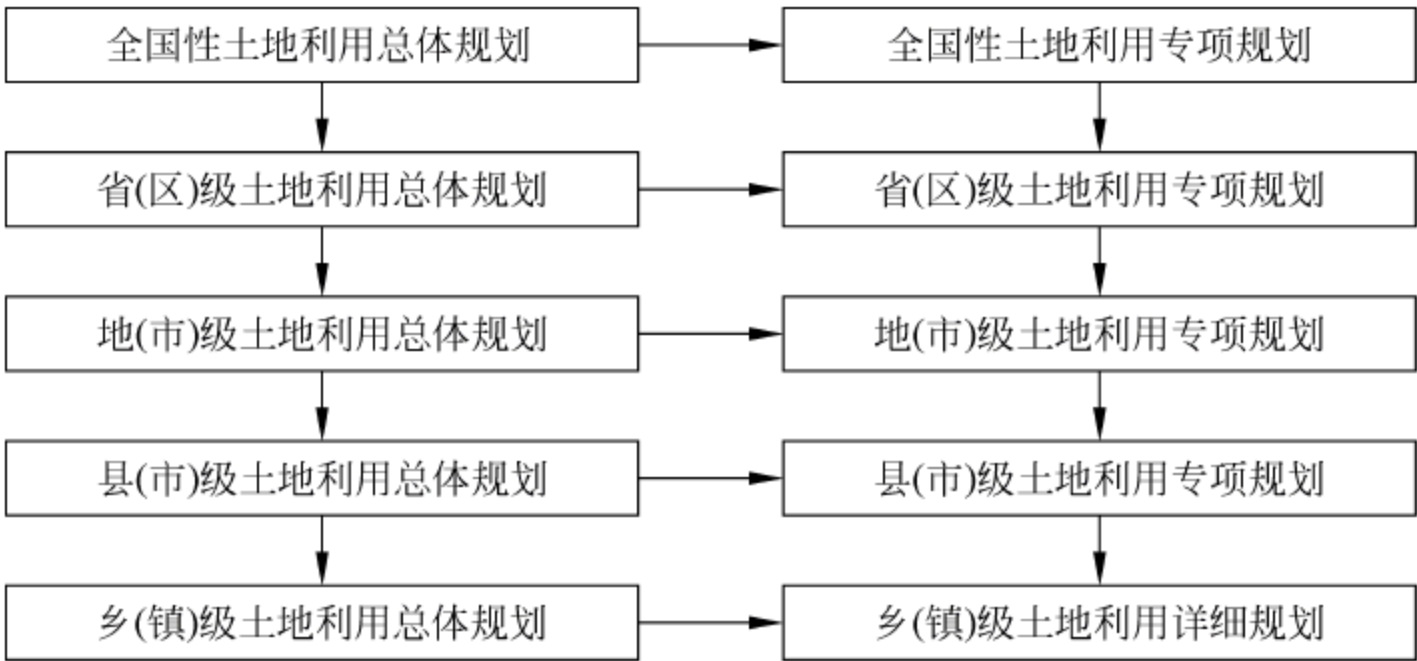 全国性土地利用总体规划
全国性土地利用专项规划
省(区)级土地利用总体规划
省(区)级土地利用专项规划
地(市)级土地利用总体规划
地(市)级土地利用专项规划
县(市)级土地利用总体规划
县(市)级土地利用专项规划
乡(镇)级土地利用总体规划
乡(镇)级土地利用详细规划